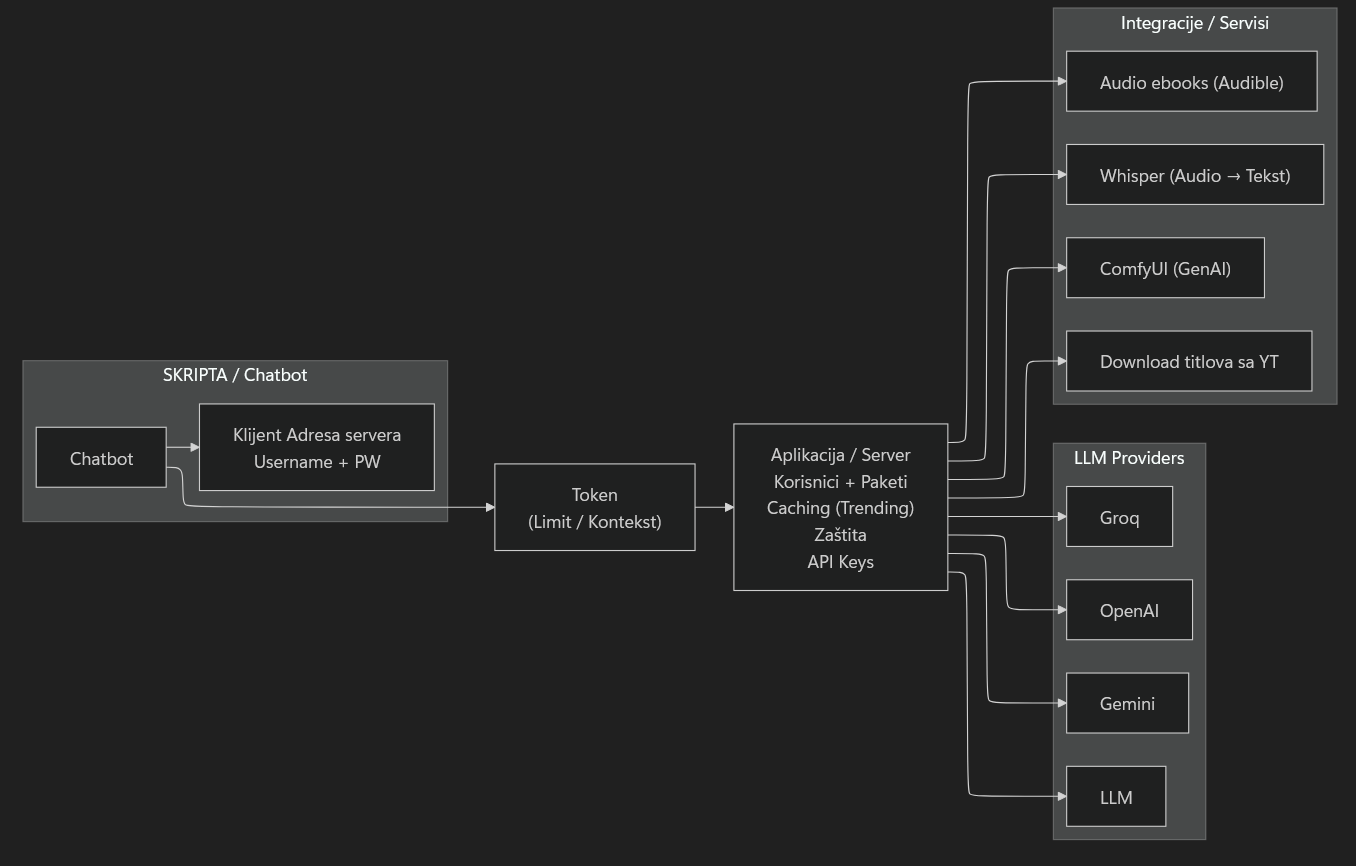 SKRIPTA / Chatbot
Chatbot
Klijent Adresa servera
Username + PW
Token
(Limit / Kontekst)
Aplikacija / Server
Korisnici + Paketi
Caching (Trending)
Zaštita
API Keys
Integracije / Servisi
Audio ebooks (Audible)
Whisper (Audio → Tekst)
ComfyUI (GenAI)
Download titlova sa YT
LLM Providers
Groq
OpenAI
Gemini
LLM